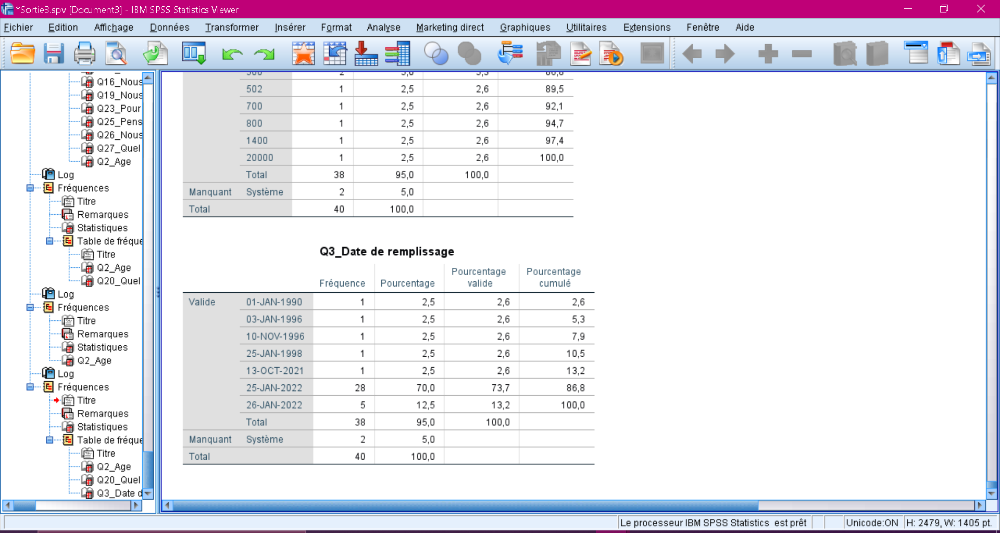 *Sortie3.spv [Document3] - IBM SPSS Statistics Viewer
Fichier Edition Affichage Données Transformer Insérer Format Analyse Marketing direct Graphiques Utilitaires Extensions Fenêtre Aide
Q16_Nous
Q19_Nous
Q23_Pour
Q25_Pens
Q26_Nous
Q27_Quel
Q2_Age
Log
Fréquences
Titre
Remarques
Statistiques
Table de fréque
Titre
Q2_Age
Q20_Quel
Log
Fréquences
Titre
Remarques
Statistiques
Q2_Age
Log
Fréquences
Titre
Remarques
Statistiques
Table de fréque
Titre
Q2_Age
Q20_Quel
Q3_Date d
502 1 2,5 2,6 89,5
700 1 2,5 2,6 92,1
800 1 2,5 2,6 94,7
1400 1 2,5 2,6 97,4
20000 1 2,5 2,6 100,0
Total 38 95,0 100,0
Manquant Système 2 5,0
Total 40 100,0
Q3_Date de remplissage
Fréquence Pourcentage Pourcentage valide Pourcentage cumulé
Valide 01-JAN-1990 1 2,5 2,6 2,6
03-JAN-1996 1 2,5 2,6 5,3
10-NOV-1996 1 2,5 2,6 7,9
25-JAN-1998 1 2,5 2,6 10,5
13-OCT-2021 1 2,5 2,6 13,2
25-JAN-2022 28 70,0 73,7 86,8
26-JAN-2022 5 12,5 13,2 100,0
Total 38 95,0 100,0
Manquant Système 2 5,0
Total 40 100,0
Le processeur IBM SPSS Statistics est prêt Unicode:ON H: 2479, W: 1405 pt.